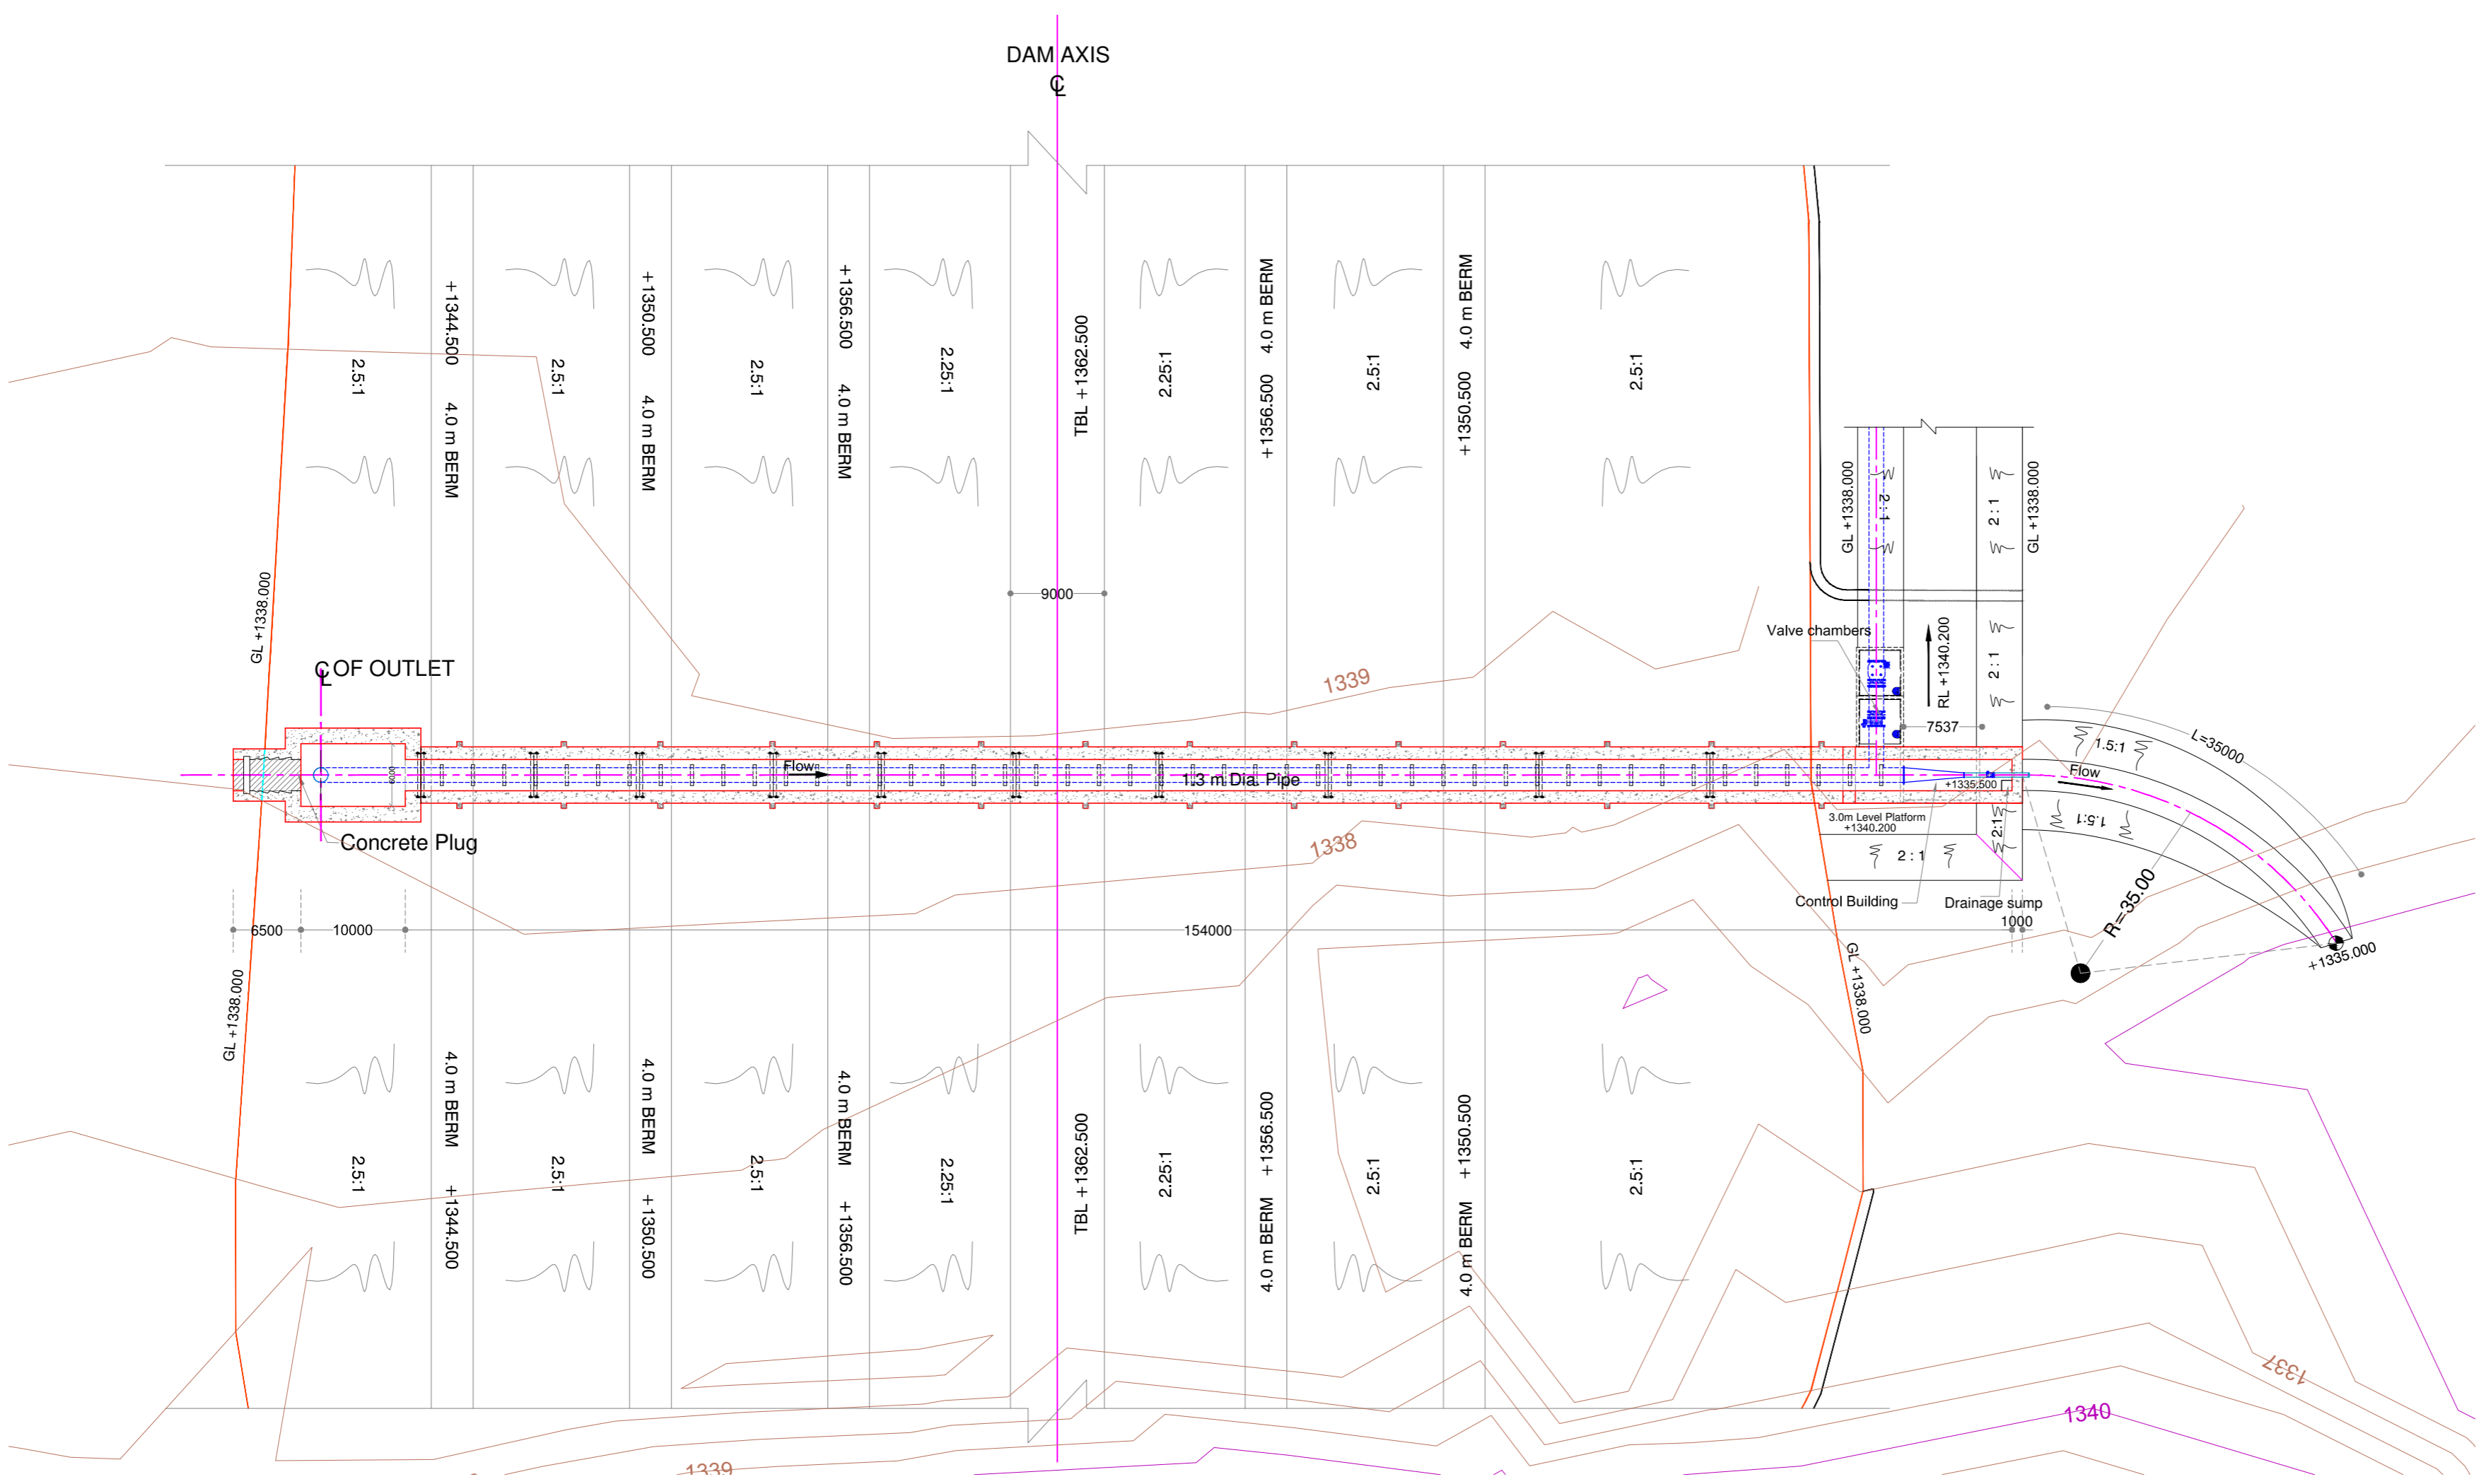 DAM AXIS
℄
+1344.500 4.0 m BERM
+1350.500 4.0 m BERM
+1356.500 4.0 m BERM
TBL + 1362.500
+1356.500 4.0 m BERM
+1350.500 4.0 m BERM
2.5:1
2.5:1
2.5:1
2.25:1
2.25:1
2.5:1
2.5:1
GL +1338.000
2 : 1
2 : 1
GL +1338.000
GL +1338.000
9000
Valve chambers
RL +1340.200
2 : 1
℄ OF OUTLET
1339
7537
L=35000
1.5:1
Flow
6000
Flow
1.3 m Dia. Pipe
+1335.500
1.5:1
3.0m Level Platform
+1340.200
2:1
2 : 1
Concrete Plug
1338
Control Building
Drainage sump
R=35.00
6500
10000
154000
1000
+1335.000
GL +1338.000
GL +1338.000
4.0 m BERM +1344.500
4.0 m BERM +1350.500
4.0 m BERM +1356.500
TBL + 1362.500
4.0 m BERM +1356.500
4.0 m BERM +1350.500
2.5:1
2.5:1
2.5:1
2.25:1
2.25:1
2.5:1
2.5:1
1337
1340
1339